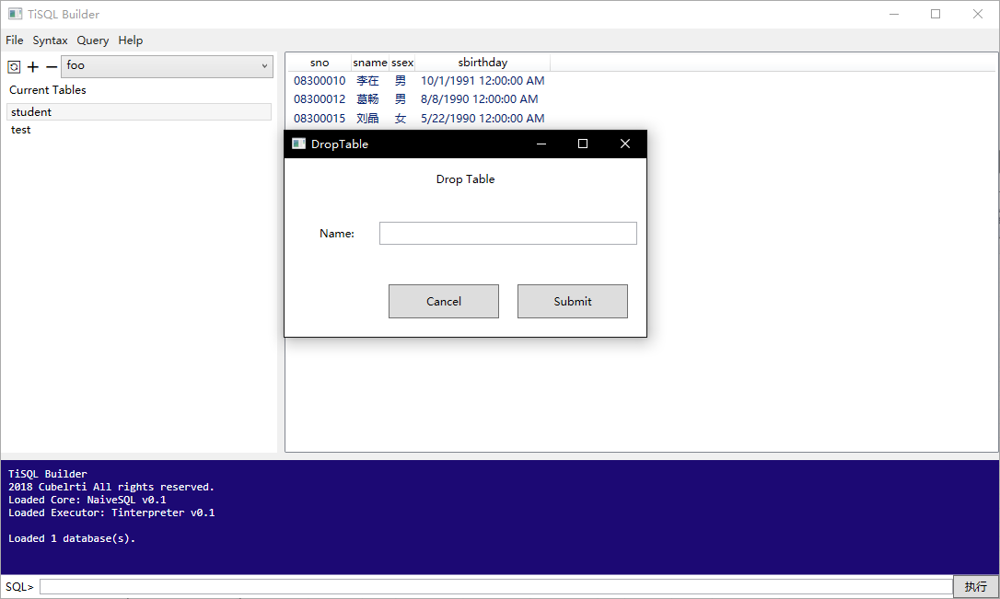 TiSQL Builder
File Syntax Query Help
foo
Current Tables
student
test
sno sname ssex sbirthday
08300010 李在 男 10/1/1991 12:00:00 AM
08300012 葛畅 男 8/8/1990 12:00:00 AM
08300015 刘晶 女 5/22/1990 12:00:00 AM
DropTable
Drop Table
Name:
Cancel Submit
TiSQL Builder
2018 Cubelrti All rights reserved.
Loaded Core: NaiveSQL v0.1
Loaded Executor: Tinterpreter v0.1
Loaded 1 database(s).
SQL> 执行